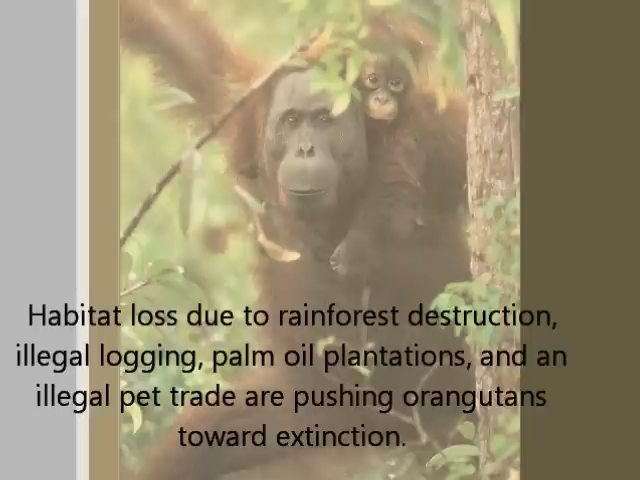 Habitat loss due to rainforest destruction,
illegal logging, palm oil plantations, and an
illegal pet trade are pushing orangutans
toward extinction.